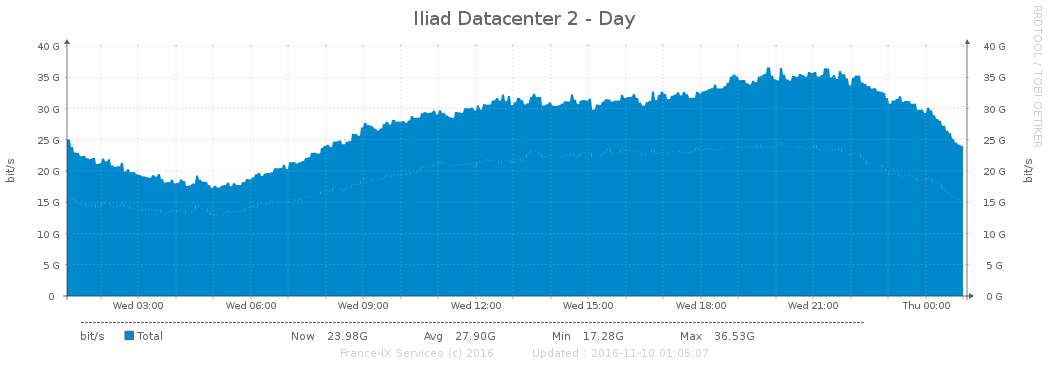 Iliad Datacenter 2 - Day
RRDTOOL / TOBI OETIKER
bit/s
40 G
35 G
30 G
25 G
20 G
15 G
10 G
5 G
0
40 G
35 G
30 G
25 G
20 G
15 G
10 G
5 G
0 G
bit/s
Wed 03:00 Wed 06:00 Wed 09:00 Wed 12:00 Wed 15:00 Wed 18:00 Wed 21:00 Thu 00:00
bit/s Total Now 23.98G Avg 27.90G Min 17.28G Max 36.53G
France-IX Services (c) 2016 Updated : 2016-11-10 01:05:07